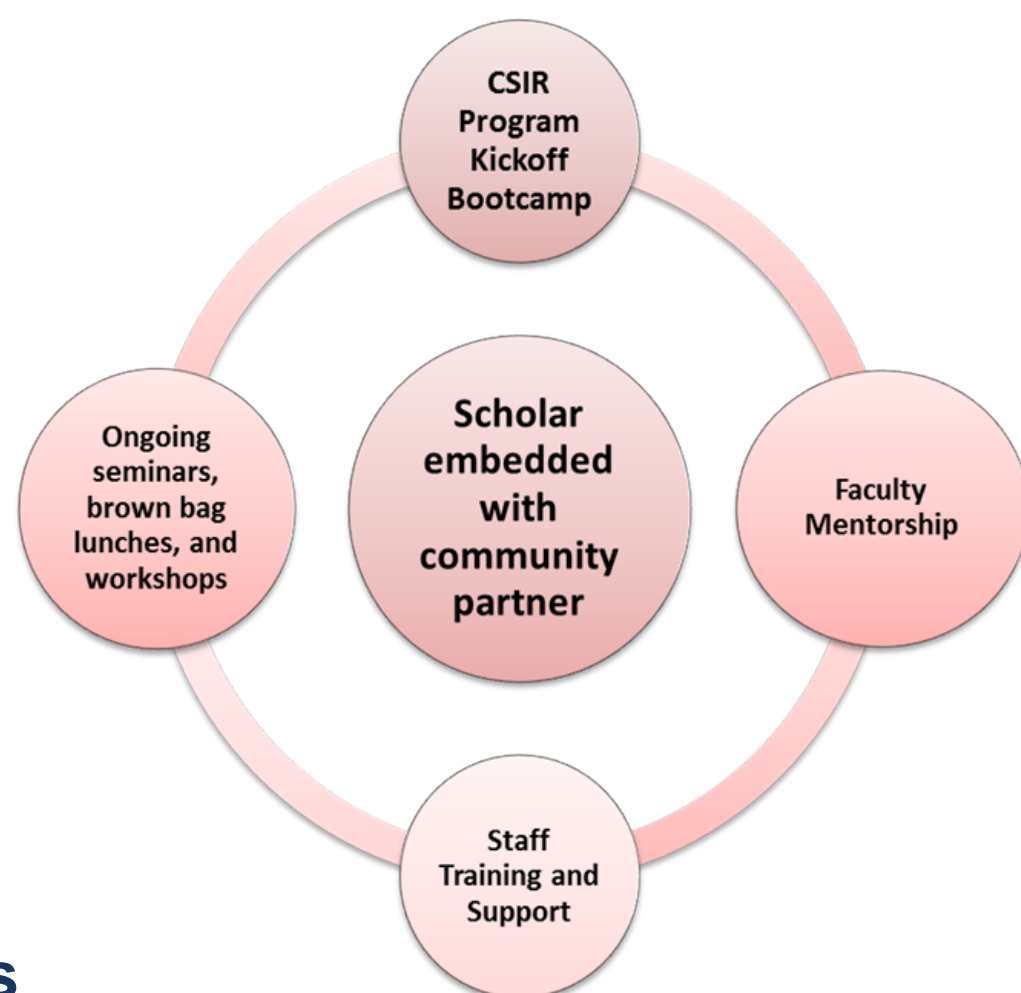 CSIR
Program
Kickoff
Bootcamp
Scholar
embedded
with
community
partner
Ongoing
seminars,
brown bag
lunches, and
workshops
Faculty
Mentorship
Staff
Training and
Support
s